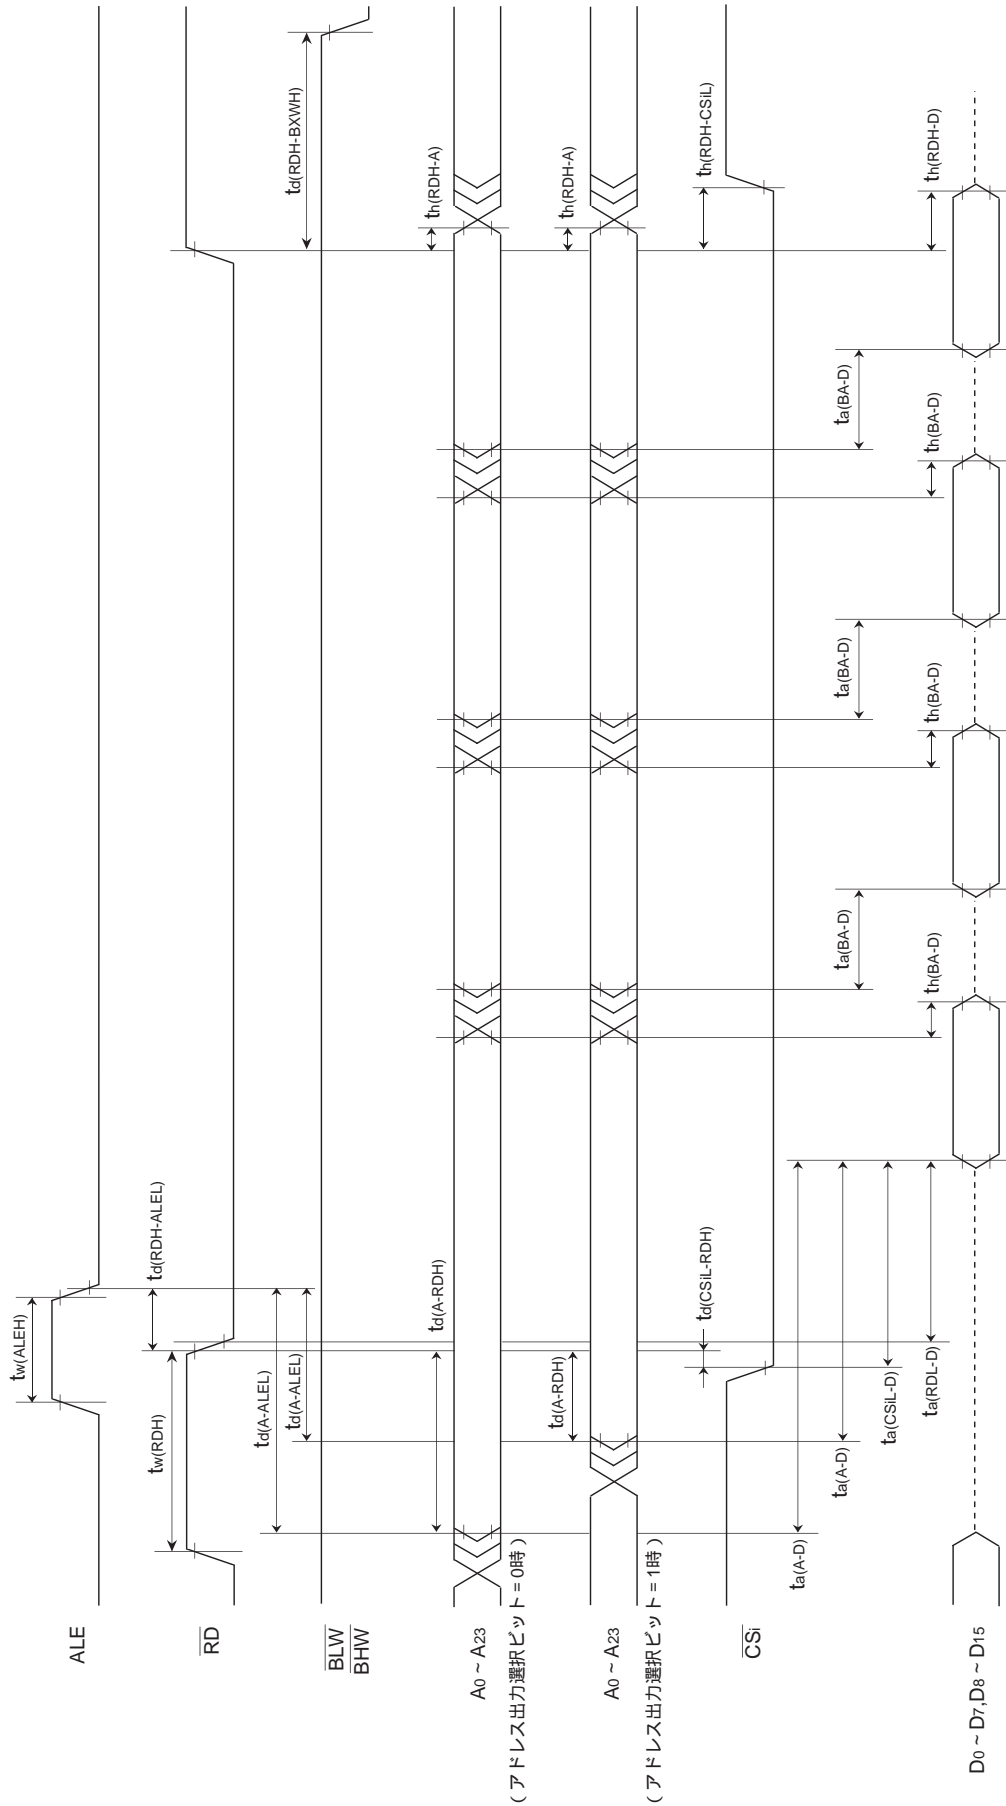 ALE
tw(ALEH)
RD
tw(RDH)
td(RDH-ALEL)
td(A-ALEL)
td(A-ALEL)
BLW
BHW
td(RDH-BXWH)
A0 ~ A23
( アドレス出力選択ビット = 0時 )
td(A-RDH)
th(RDH-A)
A0 ~ A23
( アドレス出力選択ビット = 1時 )
td(A-RDH)
th(RDH-A)
CSi
td(CSiL-RDH)
th(RDH-CSiL)
ta(A-D)
ta(A-D)
ta(CSiL-D)
ta(RDL-D)
ta(BA-D)
ta(BA-D)
ta(BA-D)
th(BA-D)
th(BA-D)
th(BA-D)
th(RDH-D)
D0 ~ D7,D8 ~ D15